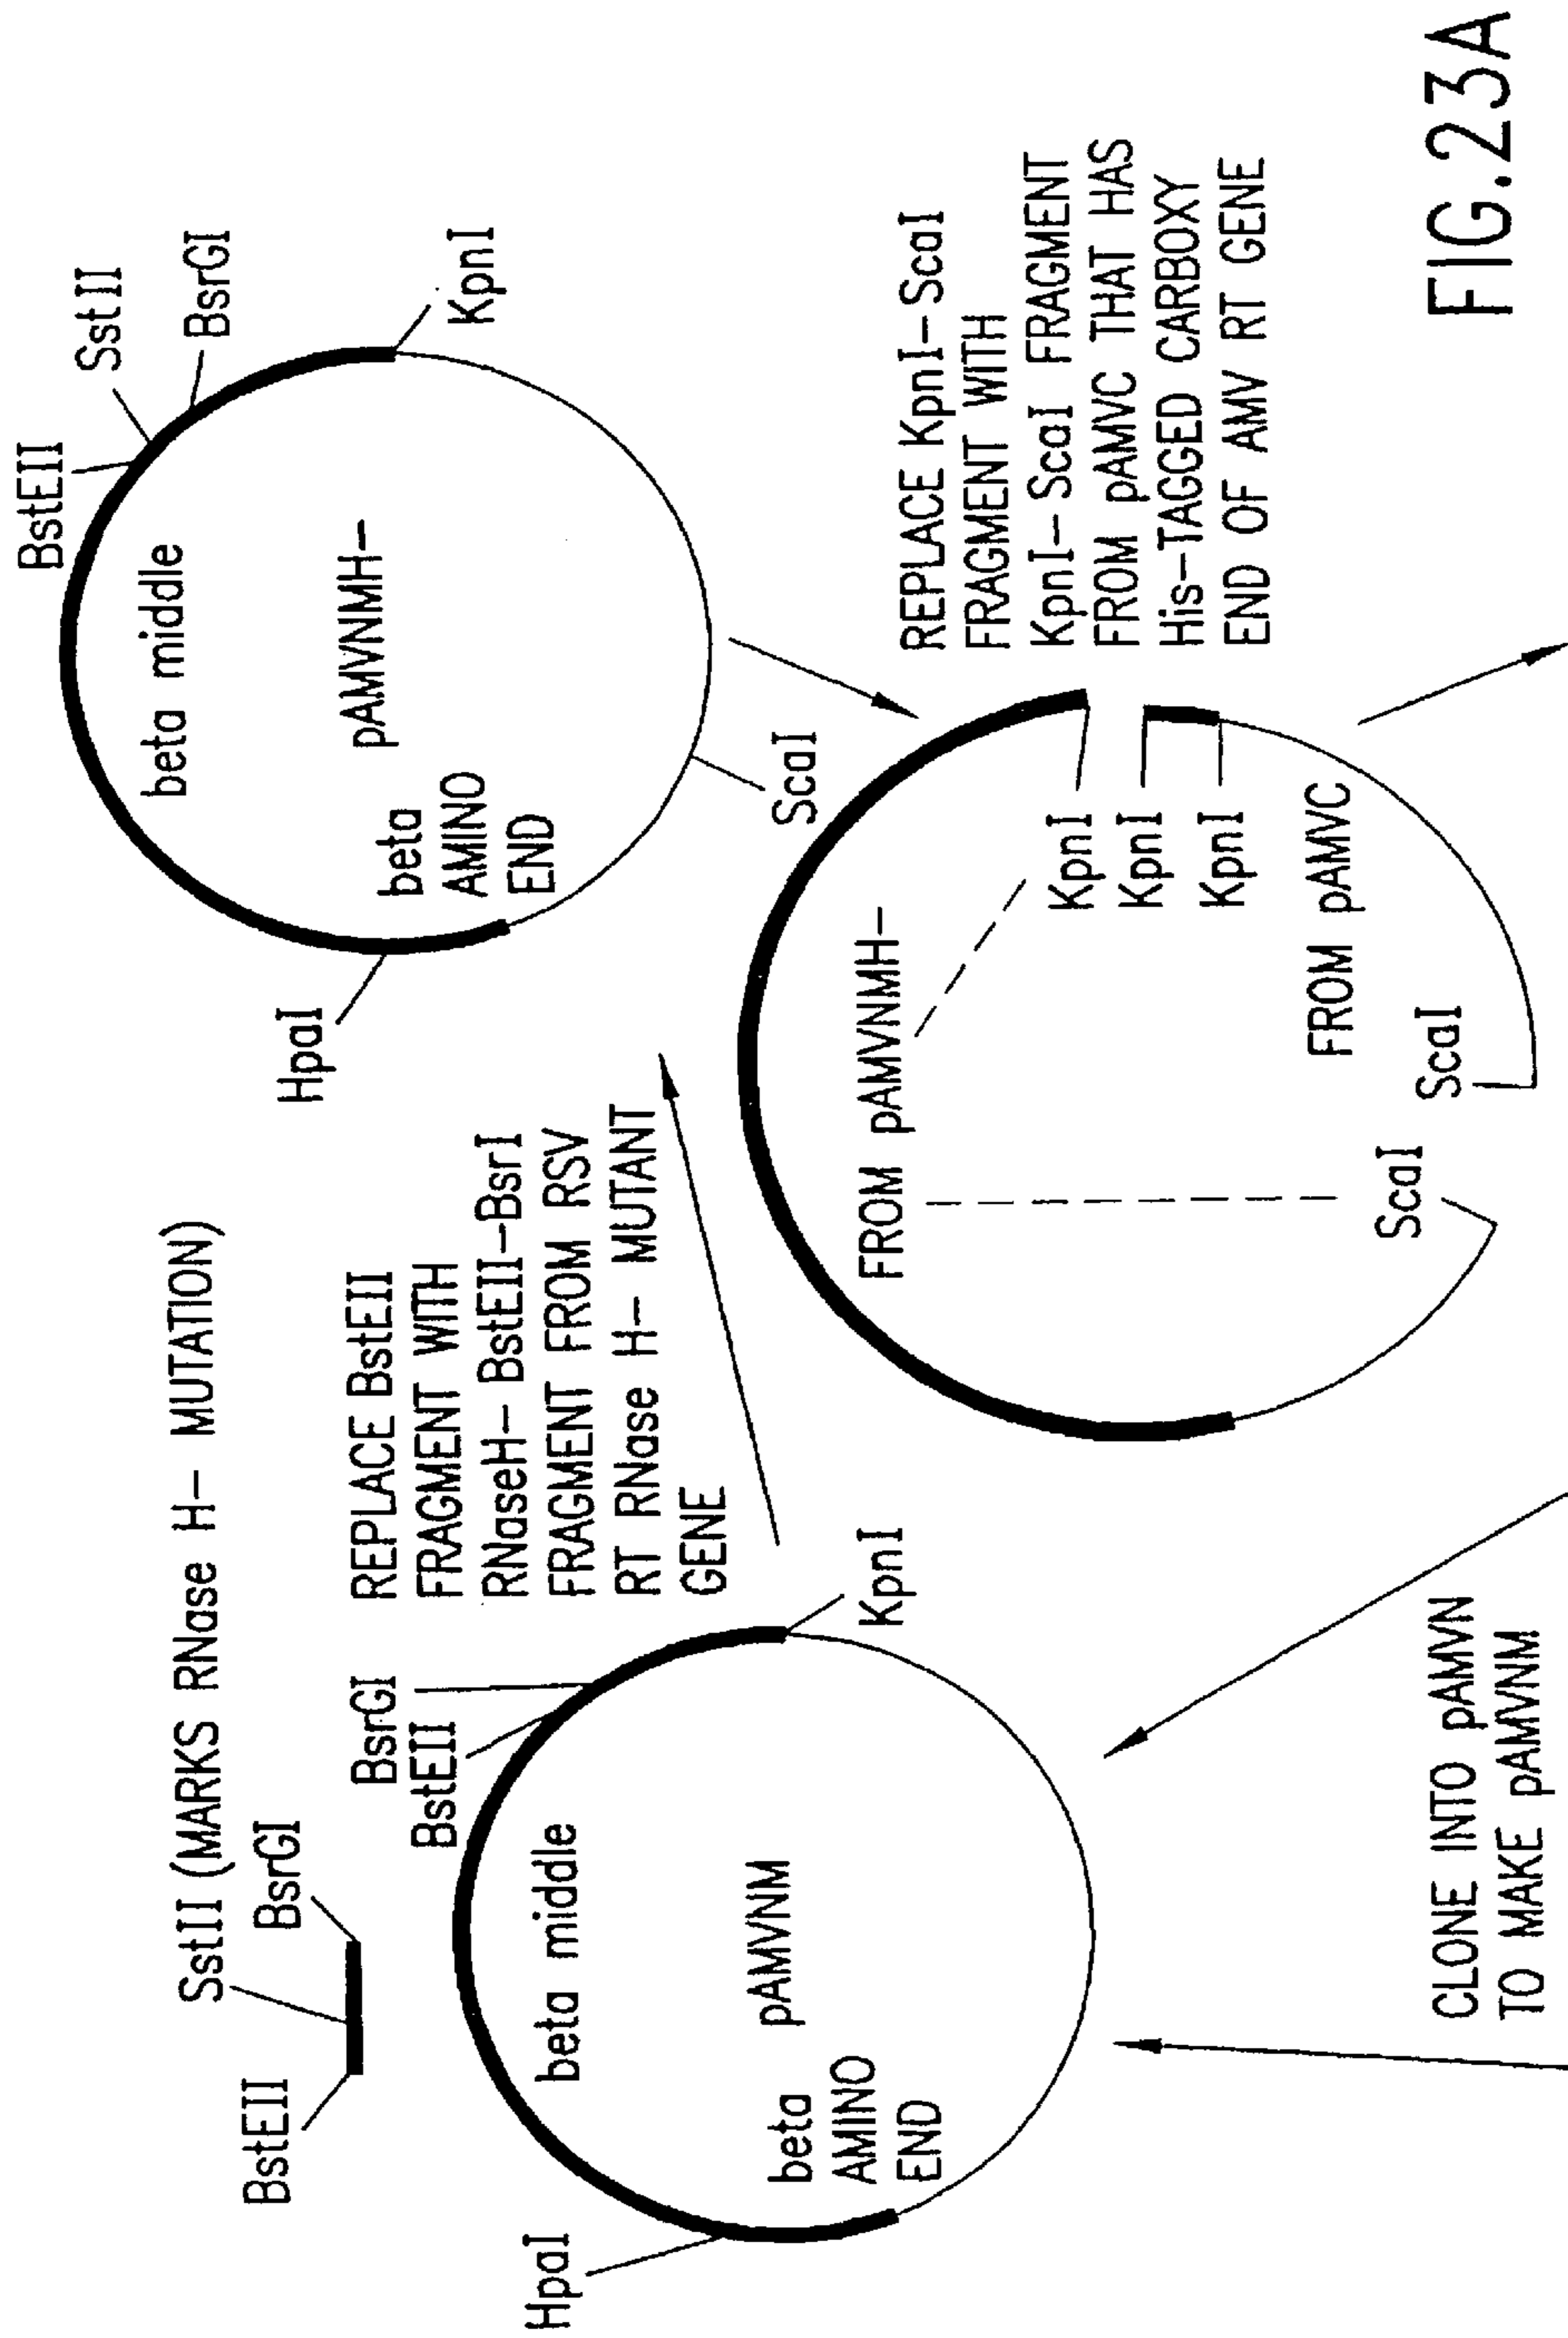 SstII (MARKS RNase H– MUTATION)
BstEII
BsrGI
REPLACE BstEII
FRAGMENT WITH
RNaseH– BstEII–BsrI
FRAGMENT FROM RSV
RT RNase H– MUTANT
GENE
HpaI
BsrGI
BstEII
KpnI
beta middle
pAMVNM
beta
AMINO
END
CLONE INTO pAMVN
TO MAKE pAMVNM
BstEII
SstII
BsrGI
KpnI
HpaI
beta middle
pAMVNMH–
beta
AMINO
END
ScaI
FROM pAMVNMH–
KpnI
KpnI
KpnI
FROM pAMVC
ScaI
ScaI
REPLACE KpnI–ScaI
FRAGMENT WITH
KpnI–ScaI FRAGMENT
FROM pAMVC THAT HAS
His–TAGGED CARBOXY
END OF AMV RT GENE
FIG.23A